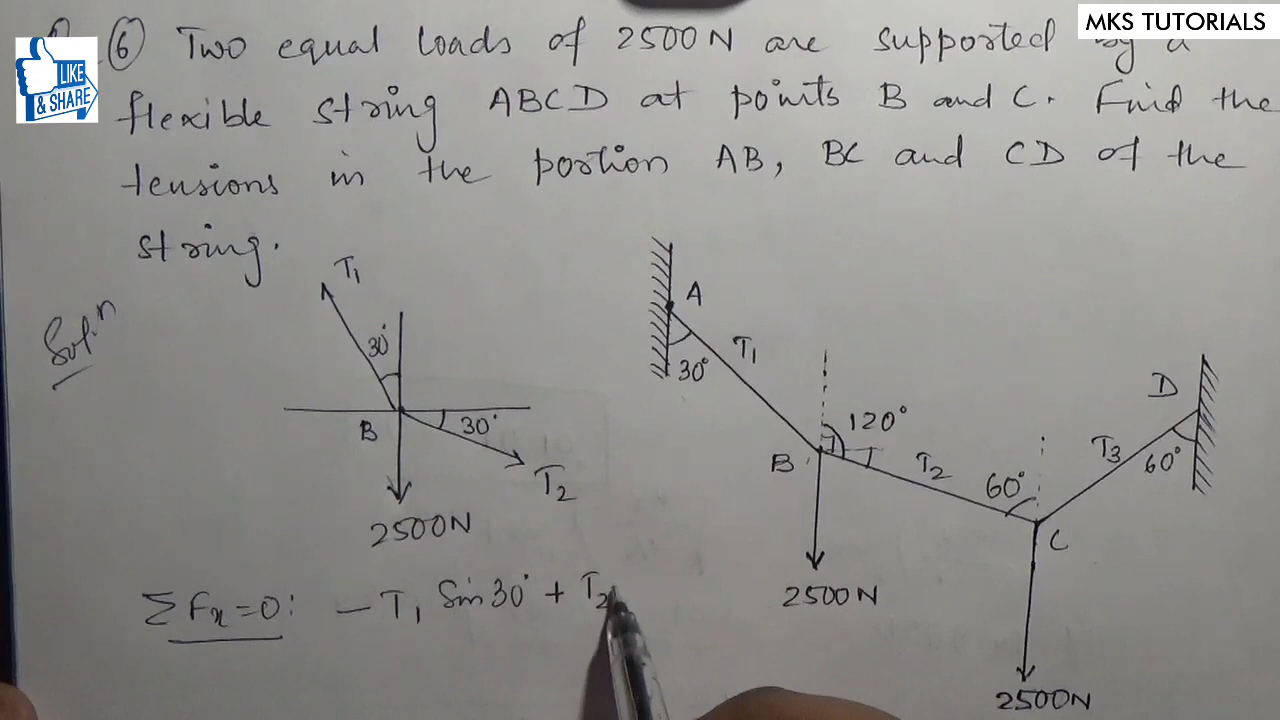 MKS TUTORIALS
LIKE
& SHARE
⑥ Two equal loads of 2500N are supported by a
flexible string ABCD at points B and C. Find the
tensions in the portion AB, BC and CD of the
string.
Solⁿ
T₁
30°
B
30°
T₂
2500N
A
30°
T₁
120°
B
T₂
60°
C
T₃
D
60°
2500N
2500N
ΣFx=0: - T₁ Sin30° + T₂